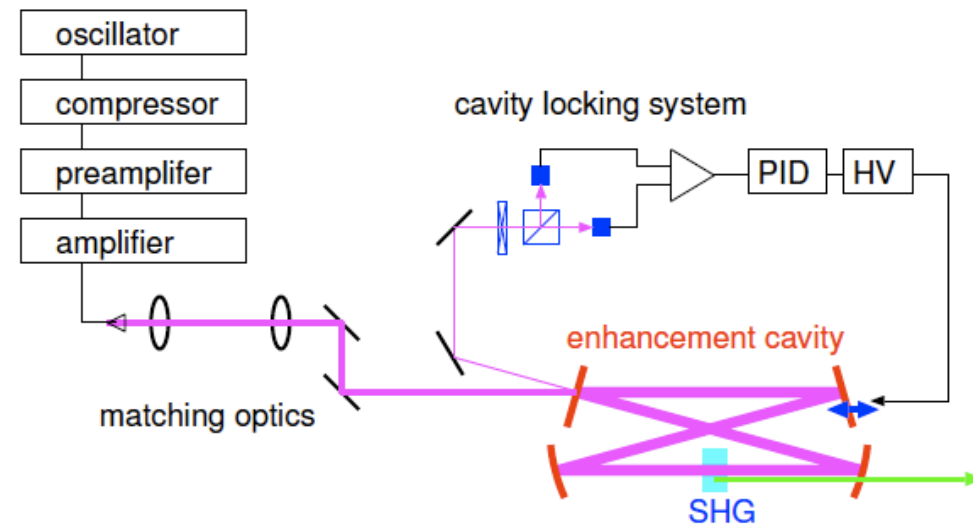 oscillator
compressor
preamplifer
amplifier
cavity locking system
PID
HV
matching optics
enhancement cavity
SHG